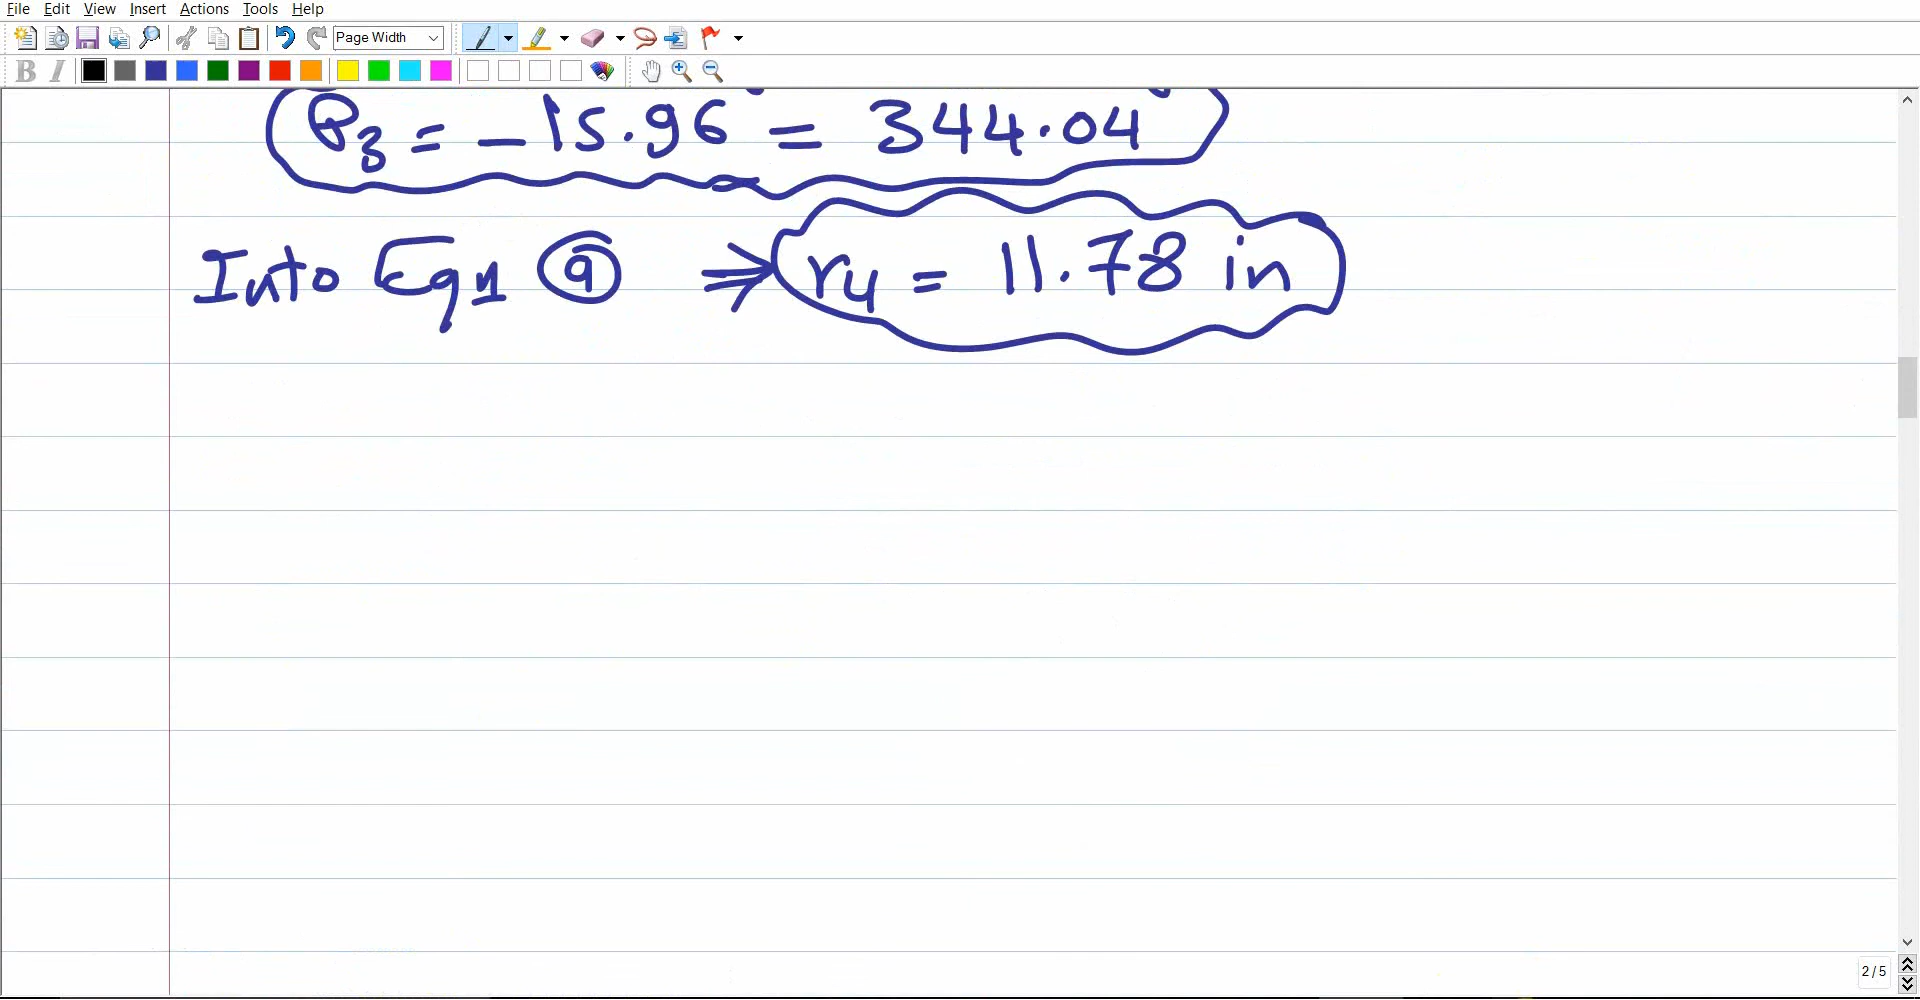 File Edit View Insert Actions Tools Help
Page Width
B I
θ3 = -15.96° = 344.04°
Into Eqn ⓐ ⇒ r4 = 11.78 in
2 / 5